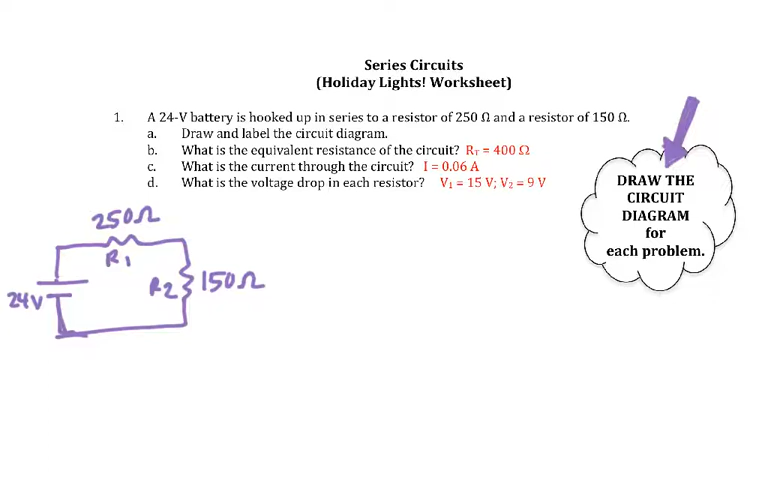 Series Circuits
(Holiday Lights! Worksheet)
1. A 24-V battery is hooked up in series to a resistor of 250 Ω and a resistor of 150 Ω.
a. Draw and label the circuit diagram.
b. What is the equivalent resistance of the circuit? R_T = 400 Ω
c. What is the current through the circuit? I = 0.06 A
d. What is the voltage drop in each resistor? V₁ = 15 V; V₂ = 9 V
DRAW THE
CIRCUIT
DIAGRAM
for
each problem.
250Ω
R1
R2 150Ω
24V